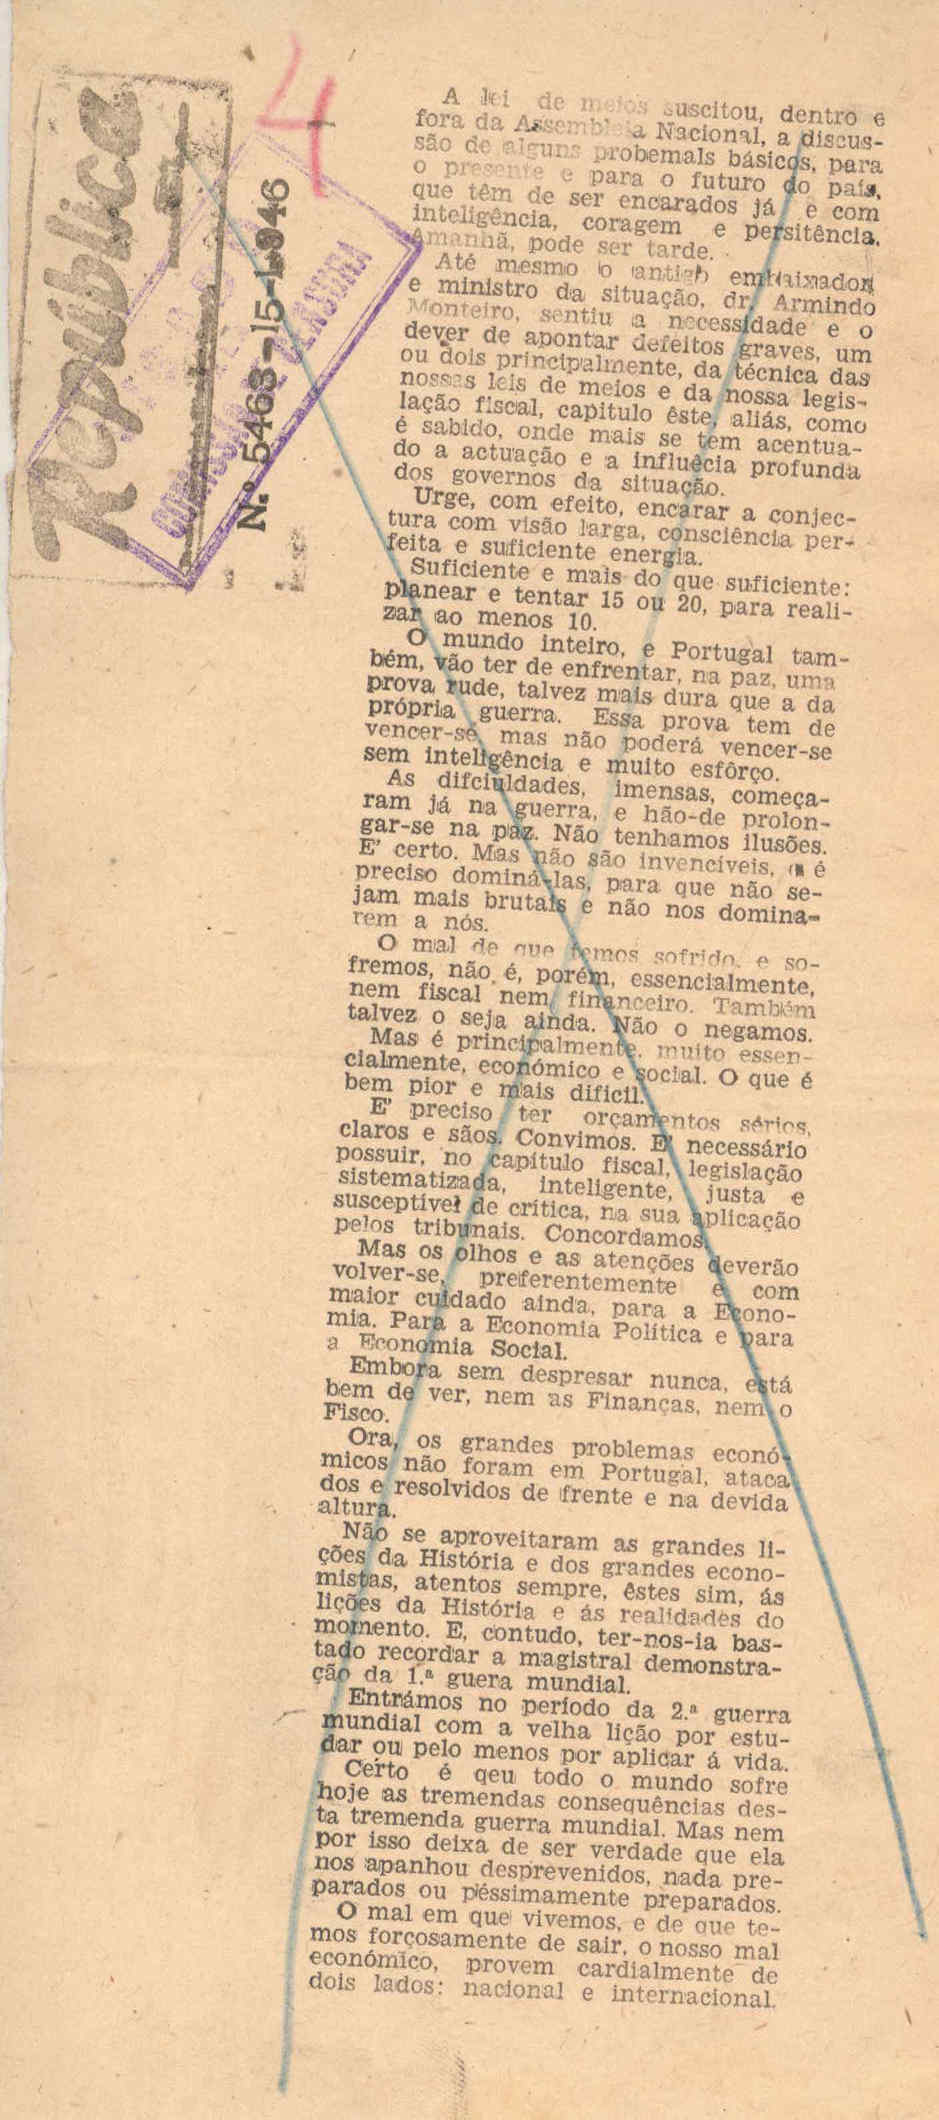 República
4
N.º 5468-15-1-946
COMISSÃO DE CENSURA
A lei de meios suscitou, dentro e
fora da Assembleia Nacional, a discus-
são de alguns probemals básicos, para
o presente e para o futuro do país,
que têm de ser encarados já e com
inteligência, coragem e persitência.
Amanhã, pode ser tarde.
Até mesmo o antigo embaixador
e ministro da situação, dr. Armindo
Monteiro, sentiu a necessidade e o
dever de apontar defeitos graves, um
ou dois principalmente, da técnica das
nossas leis de meios e da nossa legis-
lação fiscal, capitulo êste, aliás, como
é sabido, onde mais se tem acentua-
do a actuação e a influêcia profunda
dos governos da situação.
Urge, com efeito, encarar a conjec-
tura com visão larga, consciência per-
feita e suficiente energia.
Suficiente e mais do que suficiente:
planear e tentar 15 ou 20, para reali-
zar ao menos 10.
O mundo inteiro, e Portugal tam-
bém, vão ter de enfrentar, na paz, uma
prova rude, talvez mais dura que a da
própria guerra. Essa prova tem de
vencer-se, mas não poderá vencer-se
sem inteligência e muito esfôrço.
As difciuldades, imensas, começa-
ram já na guerra, e hão-de prolon-
gar-se na paz. Não tenhamos ilusões.
E' certo. Mas não são invencíveis, é
preciso dominá-las, para que não se-
jam mais brutais e não nos domina-
rem a nós.
O mal de que temos sofrido, e so-
fremos, não é, porém, essencialmente,
nem fiscal nem financeiro. Também
talvez o seja ainda. Não o negamos.
Mas é principalmente, muito essen-
cialmente, económico e social. O que é
bem pior e mais dificil.
E' preciso ter orçamentos sérios,
claros e sãos. Convimos. E' necessário
possuir, no capítulo fiscal, legislação
sistematizada, inteligente, justa e
susceptivel de crítica, na sua aplicação
pelos tribunais. Concordamos.
Mas os olhos e as atenções deverão
volver-se, preferentemente e com
maior cuidado ainda, para a Econo-
mia. Para a Economia Política e para
a Economia Social.
Embora sem despresar nunca, está
bem de ver, nem as Finanças, nem o
Fisco.
Ora, os grandes problemas econó-
micos não foram em Portugal, ataca
dos e resolvidos de frente e na devida
altura.
Não se aproveitaram as grandes li-
ções da História e dos grandes econo-
mistas, atentos sempre, êstes sim, ás
lições da História e ás realidades do
momento. E, contudo, ter-nos-ia bas-
tado recordar a magistral demonstra-
ção da 1.ª guera mundial.
Entrámos no período da 2.ª guerra
mundial com a velha lição por estu-
dar ou pelo menos por aplicar á vida.
Certo é qeu todo o mundo sofre
hoje as tremendas consequências des-
ta tremenda guerra mundial. Mas nem
por isso deixa de ser verdade que ela
nos apanhou desprevenidos, nada pre-
parados ou péssimamente preparados.
O mal em que vivemos, e de que te-
mos forçosamente de sair, o nosso mal
económico, provem cardialmente de
dois lados: nacional e internacional.